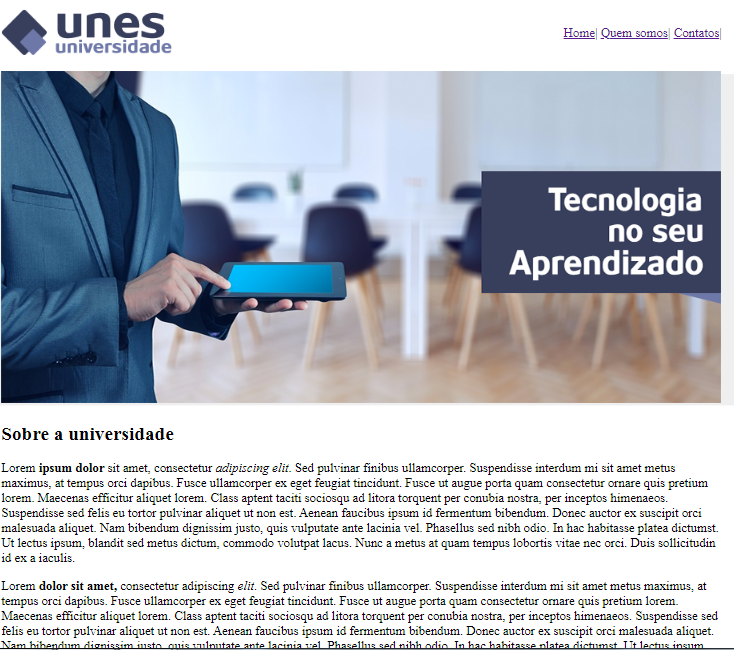 unes
universidade
Home| Quem somos| Contatos|
Tecnologia
no seu
Aprendizado
Sobre a universidade
Lorem ipsum dolor sit amet, consectetur adipiscing elit. Sed pulvinar finibus ullamcorper. Suspendisse interdum mi sit amet metus
maximus, at tempus orci dapibus. Fusce ullamcorper ex eget feugiat tincidunt. Fusce ut augue porta quam consectetur ornare quis pretium
lorem. Maecenas efficitur aliquet lorem. Class aptent taciti sociosqu ad litora torquent per conubia nostra, per inceptos himenaeos.
Suspendisse sed felis eu tortor pulvinar aliquet ut non est. Aenean faucibus ipsum id fermentum bibendum. Donec auctor ex suscipit orci
malesuada aliquet. Nam bibendum dignissim justo, quis vulputate ante lacinia vel. Phasellus sed nibh odio. In hac habitasse platea dictumst.
Ut lectus ipsum, blandit sed metus dictum, commodo volutpat lacus. Nunc a metus at quam tempus lobortis vitae nec orci. Duis sollicitudin
id ex a iaculis.
Lorem dolor sit amet, consectetur adipiscing elit. Sed pulvinar finibus ullamcorper. Suspendisse interdum mi sit amet metus maximus, at
tempus orci dapibus. Fusce ullamcorper ex eget feugiat tincidunt. Fusce ut augue porta quam consectetur ornare quis pretium lorem.
Maecenas efficitur aliquet lorem. Class aptent taciti sociosqu ad litora torquent per conubia nostra, per inceptos himenaeos. Suspendisse sed
felis eu tortor pulvinar aliquet ut non est. Aenean faucibus ipsum id fermentum bibendum. Donec auctor ex suscipit orci malesuada aliquet.
Nam bibendum dignissim justo, quis vulputate ante lacinia vel. Phasellus sed nibh odio. In hac habitasse platea dictumst. Ut lectus ipsum,